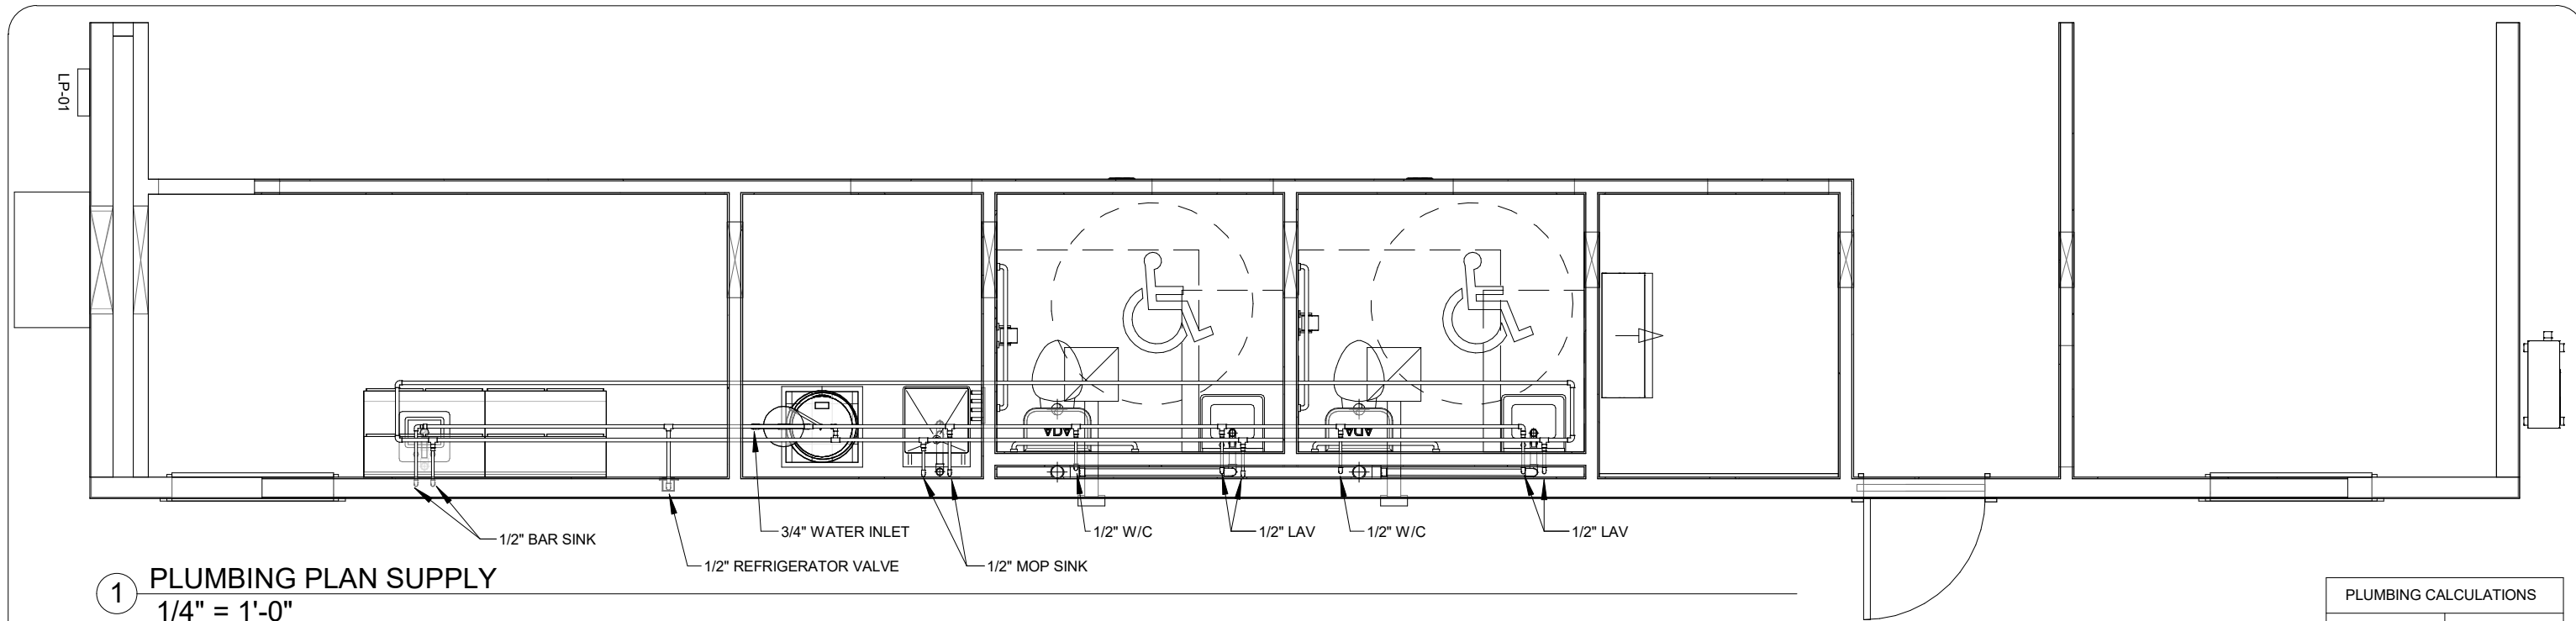 LP-01
ADA
ADA
1/2" BAR SINK
3/4" WATER INLET
1/2" W/C
1/2" LAV
1/2" W/C
1/2" LAV
1/2" REFRIGERATOR VALVE
1/2" MOP SINK
1 PLUMBING PLAN SUPPLY
1/4" = 1'-0"
PLUMBING CALCULATIONS